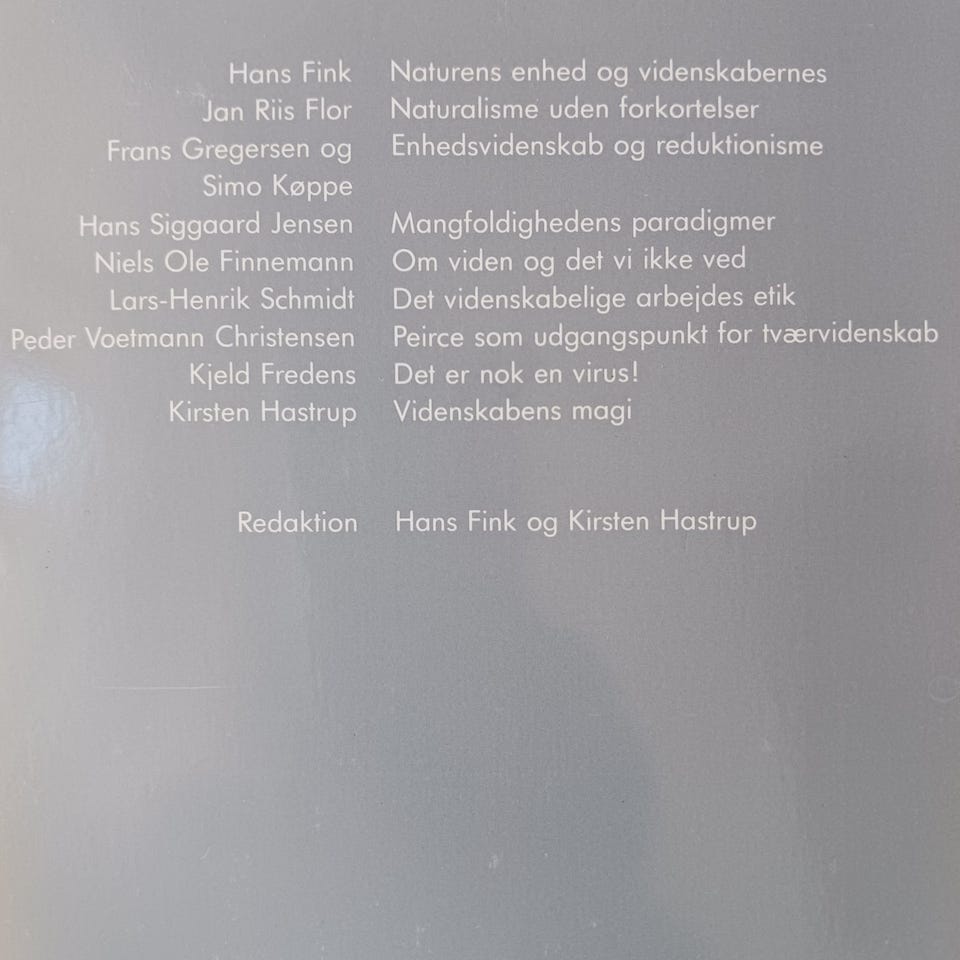 Hans Fink Naturens enhed og videnskabernes
Jan Riis Flor Naturalisme uden forkortelser
Frans Gregersen og Enhedsvidenskab og reduktionisme
Simo Køppe
Hans Siggaard Jensen Mangfoldighedens paradigmer
Niels Ole Finnemann Om viden og det vi ikke ved
Lars-Henrik Schmidt Det videnskabelige arbejdes etik
Peder Voetmann Christensen Peirce som udgangspunkt for tværvidenskab
Kjeld Fredens Det er nok en virus!
Kirsten Hastrup Videnskabens magi
Redaktion Hans Fink og Kirsten Hastrup